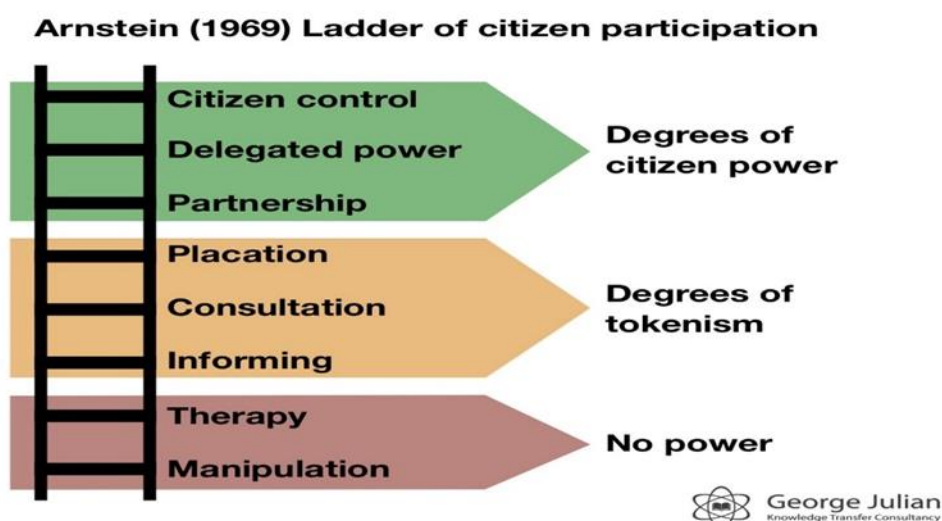 Arnstein (1969) Ladder of citizen participation
Citizen control
Delegated power
Partnership
Degrees of
citizen power
Placation
Consultation
Informing
Degrees of
tokenism
Therapy
Manipulation
No power
George Julian
Knowledge Transfer Consultancy